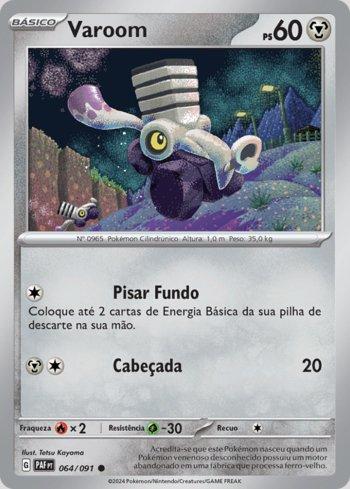 BÁSICO Varoom PS60
Nº 0965 Pokémon Cilindrúnico Altura: 1,0 m Peso: 35,0 kg
Pisar Fundo
Coloque até 2 cartas de Energia Básica da sua pilha de
descarte na sua mão.
Cabeçada 20
Fraqueza × 2 Resistência -30 Recuo
Ilust. Tetsu Kayama
G PAF PT 064/091
Acredita-se que este Pokémon nasceu quando um
Pokémon venenoso desconhecido possuiu um motor
abandonado em uma fábrica que processa ferro-velho.
©2024 Pokémon/Nintendo/Creatures/GAME FREAK